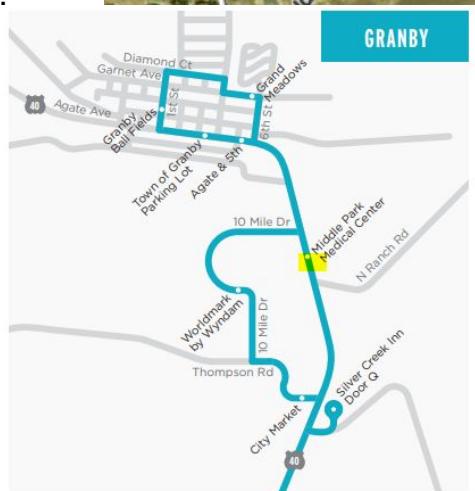 GRANBY
Diamond Ct
Garnet Ave
Grand
Meadows
40
Agate Ave
1st St
6th St
Granby
Ball Fields
Town of Granby
Parking Lot
Agate & 5th
10 Mile Dr
Middle Park
Medical Center
N Ranch Rd
Worldmark
by Wyndam
10 Mile Dr
Thompson Rd
Silver Creek Inn
Door Q
City Market
40